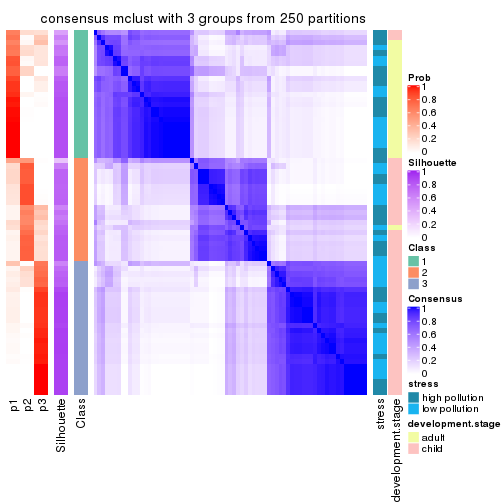 consensus mclust with 3 groups from 250 partitions
Prob
1
0.8
0.6
0.4
0.2
0
Silhouette
1
0.8
0.6
0.4
0.2
0
Class
1
2
3
Consensus
1
0.8
0.6
0.4
0.2
0
stress
high pollution
low pollution
development.stage
adult
child
p1
p2
p3
Silhouette
Class
stress
development.stage